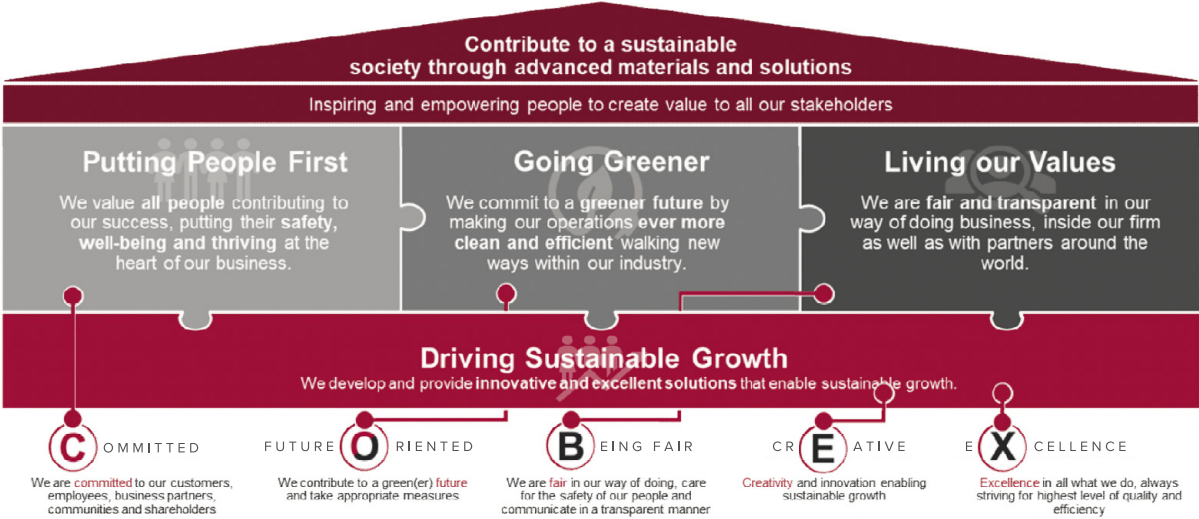 Contribute to a sustainable
society through advanced materials and solutions
Inspiring and empowering people to create value to all our stakeholders
Putting People First
We value all people contributing to
our success, putting their safety,
well-being and thriving at the
heart of our business.
Going Greener
We commit to a greener future by
making our operations ever more
clean and efficient walking new
ways within our industry.
Living our Values
We are fair and transparent in our
way of doing business, inside our firm
as well as with partners around the
world.
Driving Sustainable Growth
We develop and provide innovative and excellent solutions that enable sustainable growth.
COMMITTED
We are committed to our customers,
employees, business partners,
communities and shareholders
FUTURE ORIENTED
We contribute to a green(er) future
and take appropriate measures
BEING FAIR
We are fair in our way of doing, care
for the safety of our people and
communicate in a transparent manner
CREATIVE
Creativity and innovation enabling
sustainable growth
EXCELLENCE
Excellence in all what we do, always
striving for highest level of quality and
efficiency